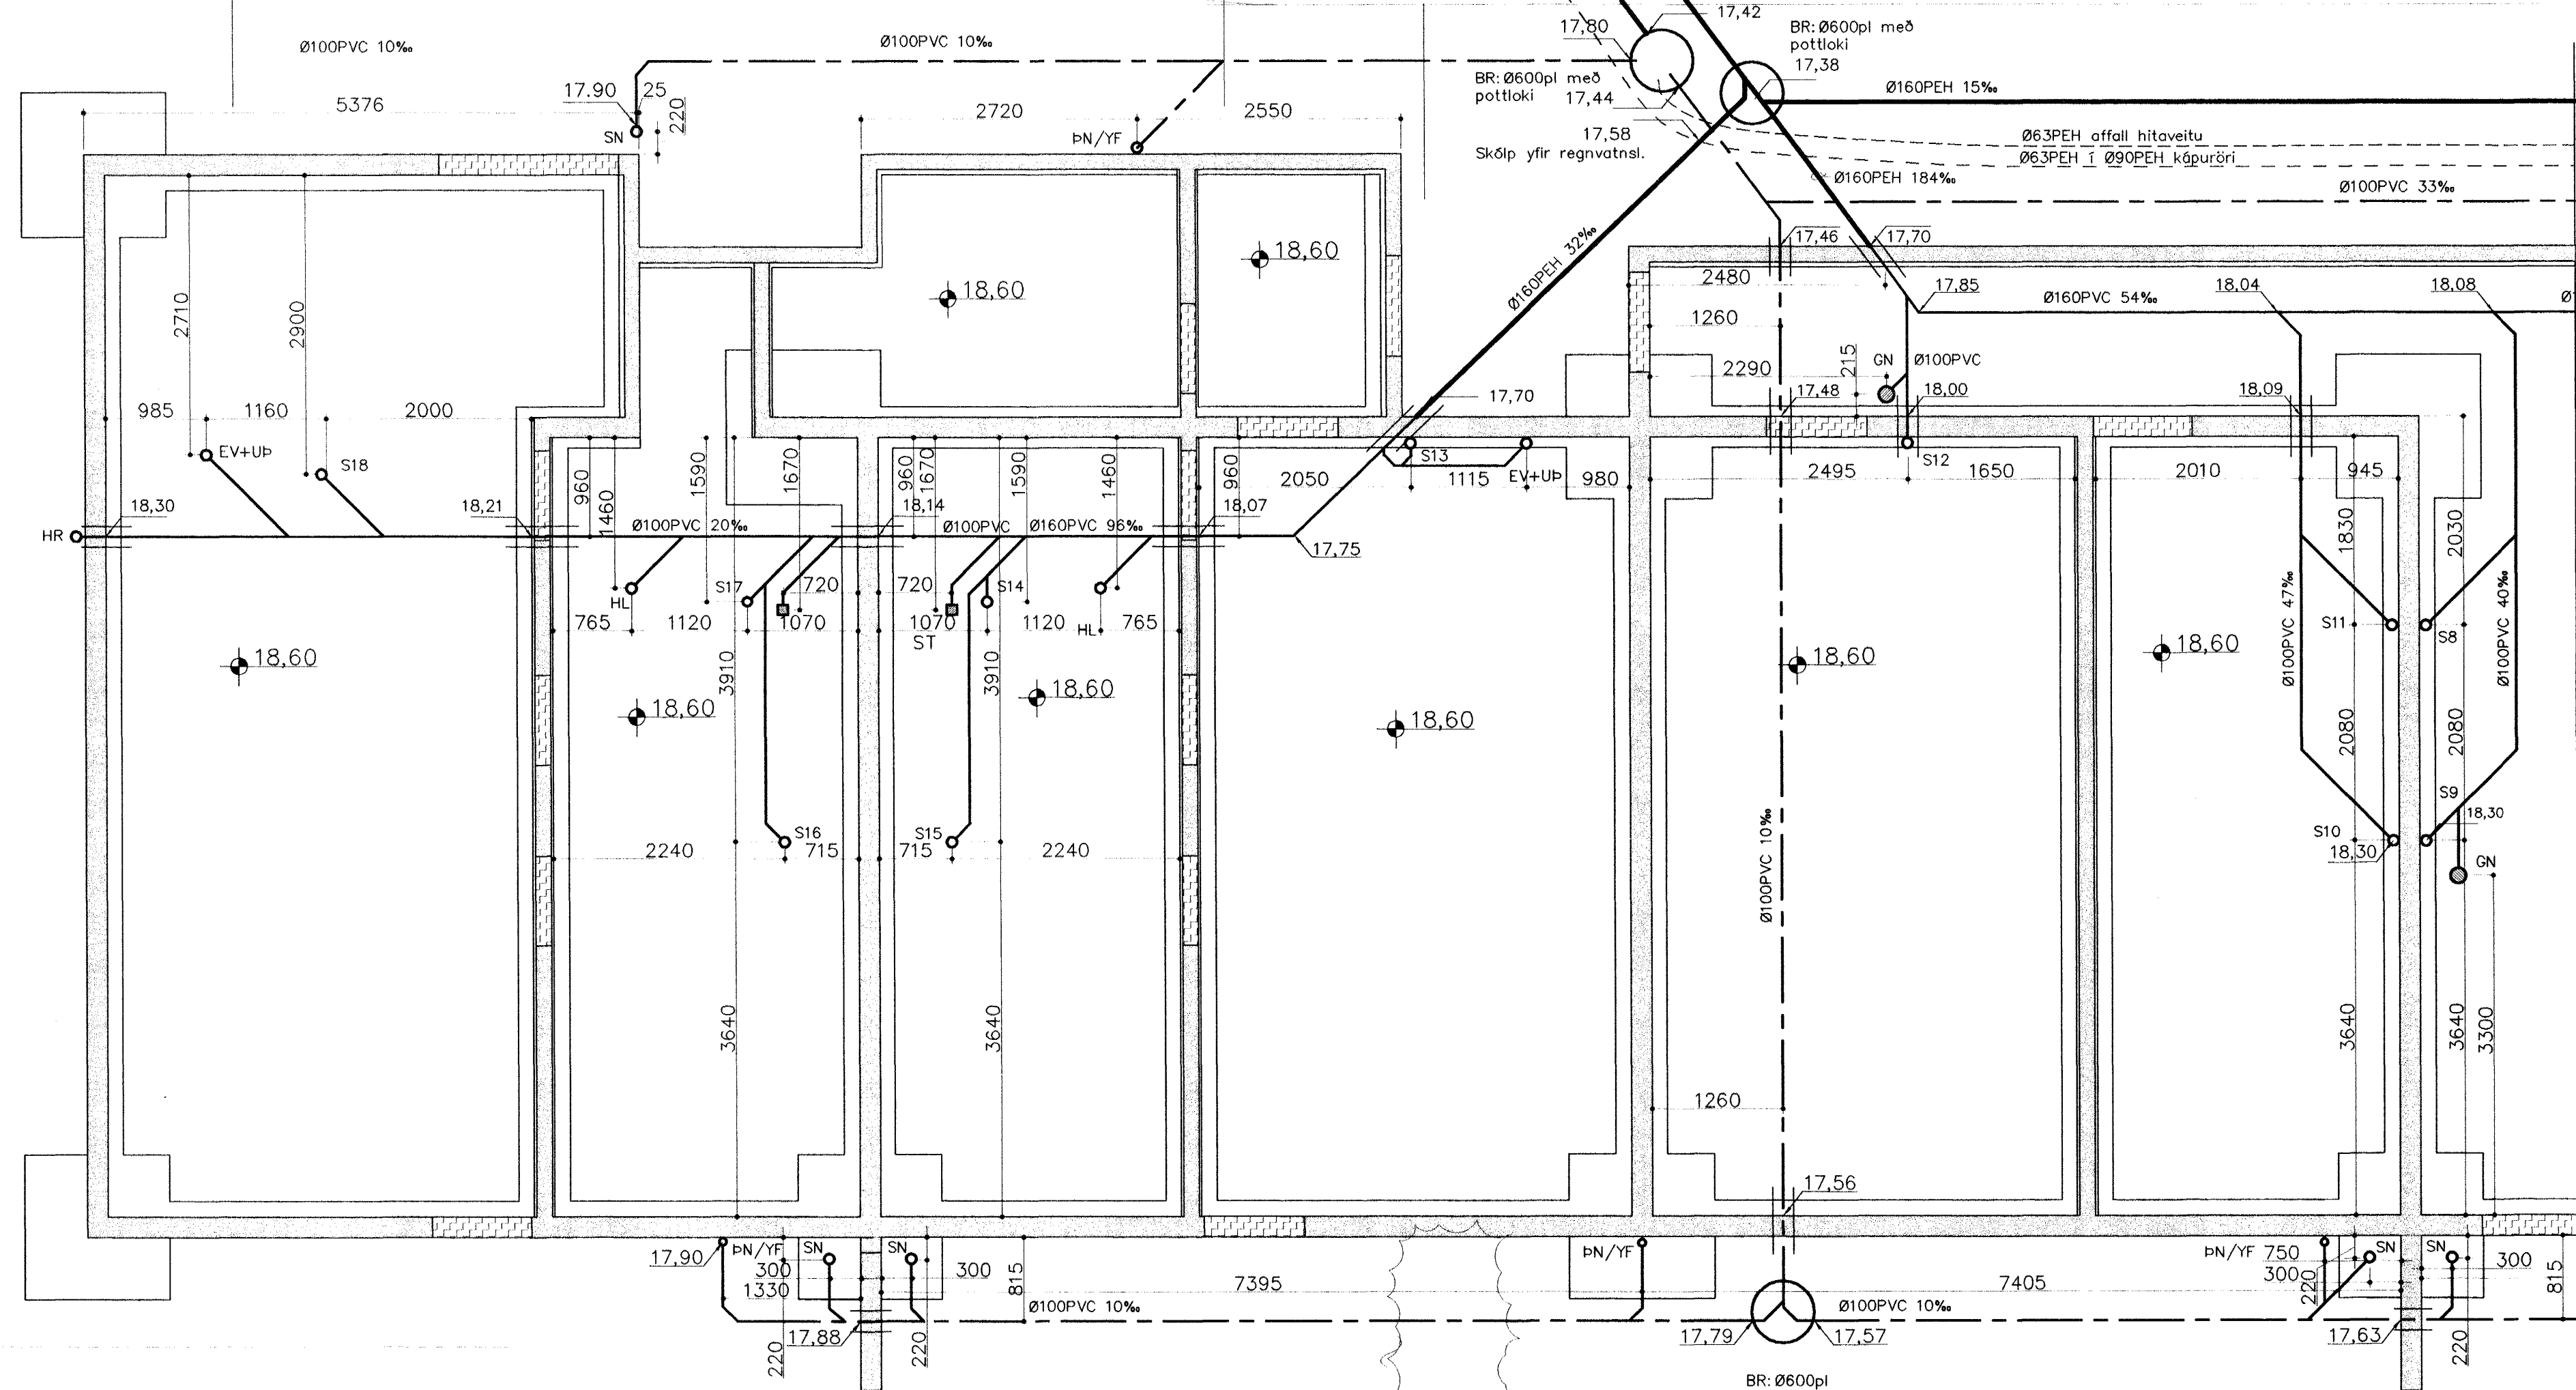 Ø100PVC 10‰
Ø100PVC 10‰
17,80
17,42
BR: Ø600pl með
pottloki
17,38
BR: Ø600pl með
pottloki 17,44
Ø160PEH 15‰
5376
17.90
25
220
SN
2720
2550
ÞN/YF
17,58
Skólp yfir regnvatnsl.
Ø63PEH affall hitaveitu
Ø63PEH í Ø90PEH kápuröri
Ø160PEH 184‰
Ø100PVC 33‰
17,46
17,70
18,60
18,60
Ø160PEH 32‰
2480
17,85
Ø160PVC 54‰
18,04
18,08
2710
2900
1260
215
GN
Ø100PVC
2290
17,48
18,00
18,09
985
1160
2000
17,70
EV+UÞ
S18
960
1460
1590
1670
960
1670
1590
1460
960
2050
S13
1115
EV+UÞ
980
2495
S12
1650
2010
945
HR
18,30
18,21
Ø100PVC 20‰
18,14
Ø100PVC
Ø160PVC 96‰
18,07
17,75
1830
2030
HL
S17
720
720
S14
765
1120
1070
1070
ST
1120
HL
765
S11
S8
Ø100PVC 47‰
Ø100PVC 40‰
18,60
18,60
3910
3910
18,60
18,60
18,60
18,60
2080
2080
S16
S15
2240
715
715
2240
S9
18,30
S10
18,30
GN
Ø100PVC 10‰
3640
3640
3640
3640
3300
1260
17,56
17,90
ÞN/YF
SN
SN
300
1330
300
815
7395
ÞN/YF
7405
ÞN/YF
750
SN
SN
300
220
300
815
Ø100PVC 10‰
Ø100PVC 10‰
17,88
220
220
17,79
17,57
17,63
220
BR: Ø600pl